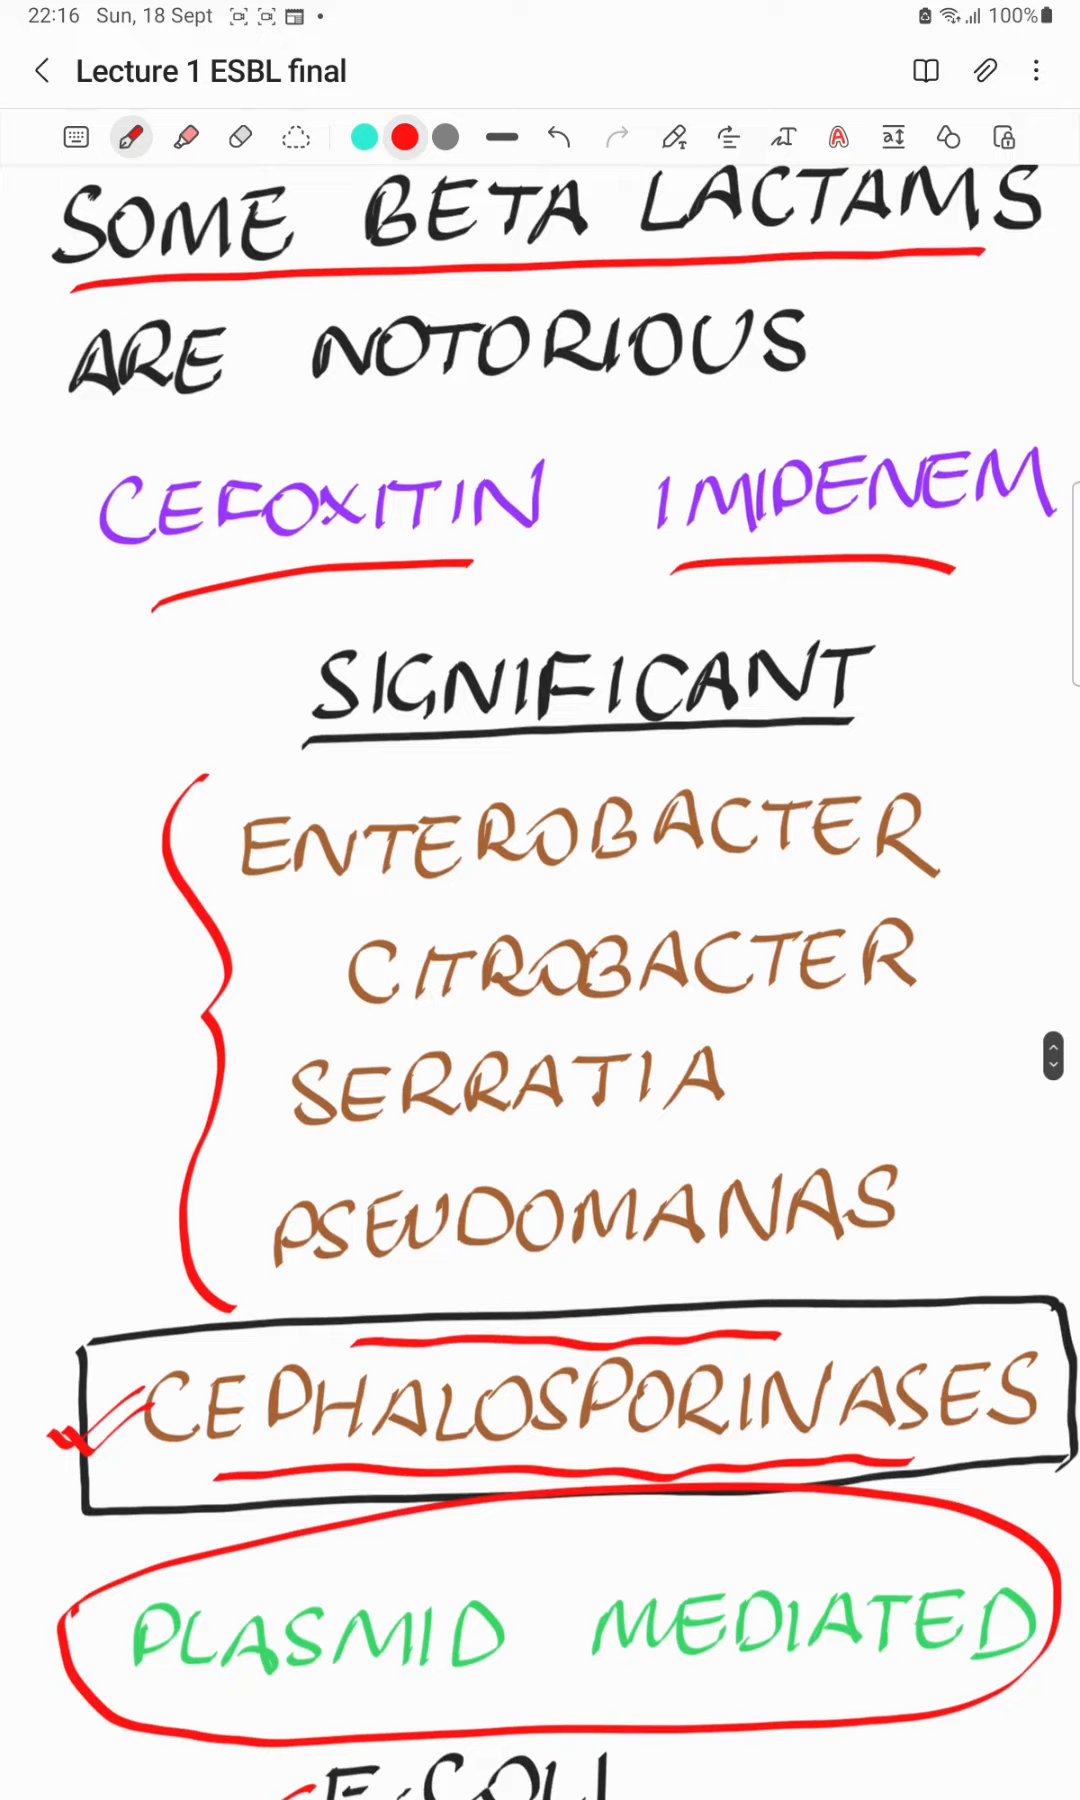 22:16 Sun, 18 Sept 100%
Lecture 1 ESBL final
SOME BETA LACTAMS
ARE NOTORIOUS
CEFOXITIN IMIPENEM
SIGNIFICANT
ENTEROBACTER
CITROBACTER
SERRATIA
PSEUDOMANAS
CEPHALOSPORINASES
PLASMID MEDIATED
E.COLI